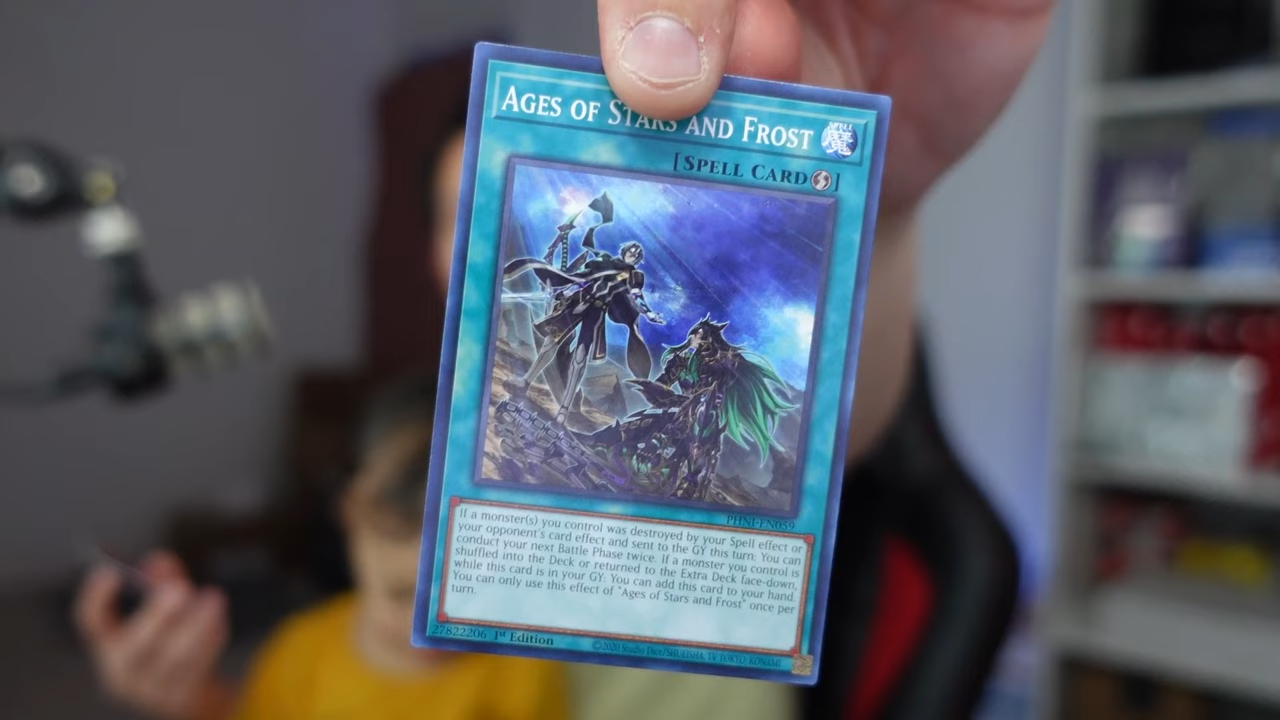 AGES OF STARS AND FROST
[SPELL CARD]
PHNI-EN059
If a monster(s) you control was destroyed by your Spell effect or
your opponent's card effect and sent to the GY this turn: You can
conduct your next Battle Phase twice. If a monster you control is
shuffled into the Deck or returned to the Extra Deck face-down,
while this card is in your GY: You can add this card to your hand.
You can only use this effect of "Ages of Stars and Frost" once per
turn.
27822206 1st Edition
©2020 Studio Dice/SHUEISHA, TV TOKYO, KONAMI